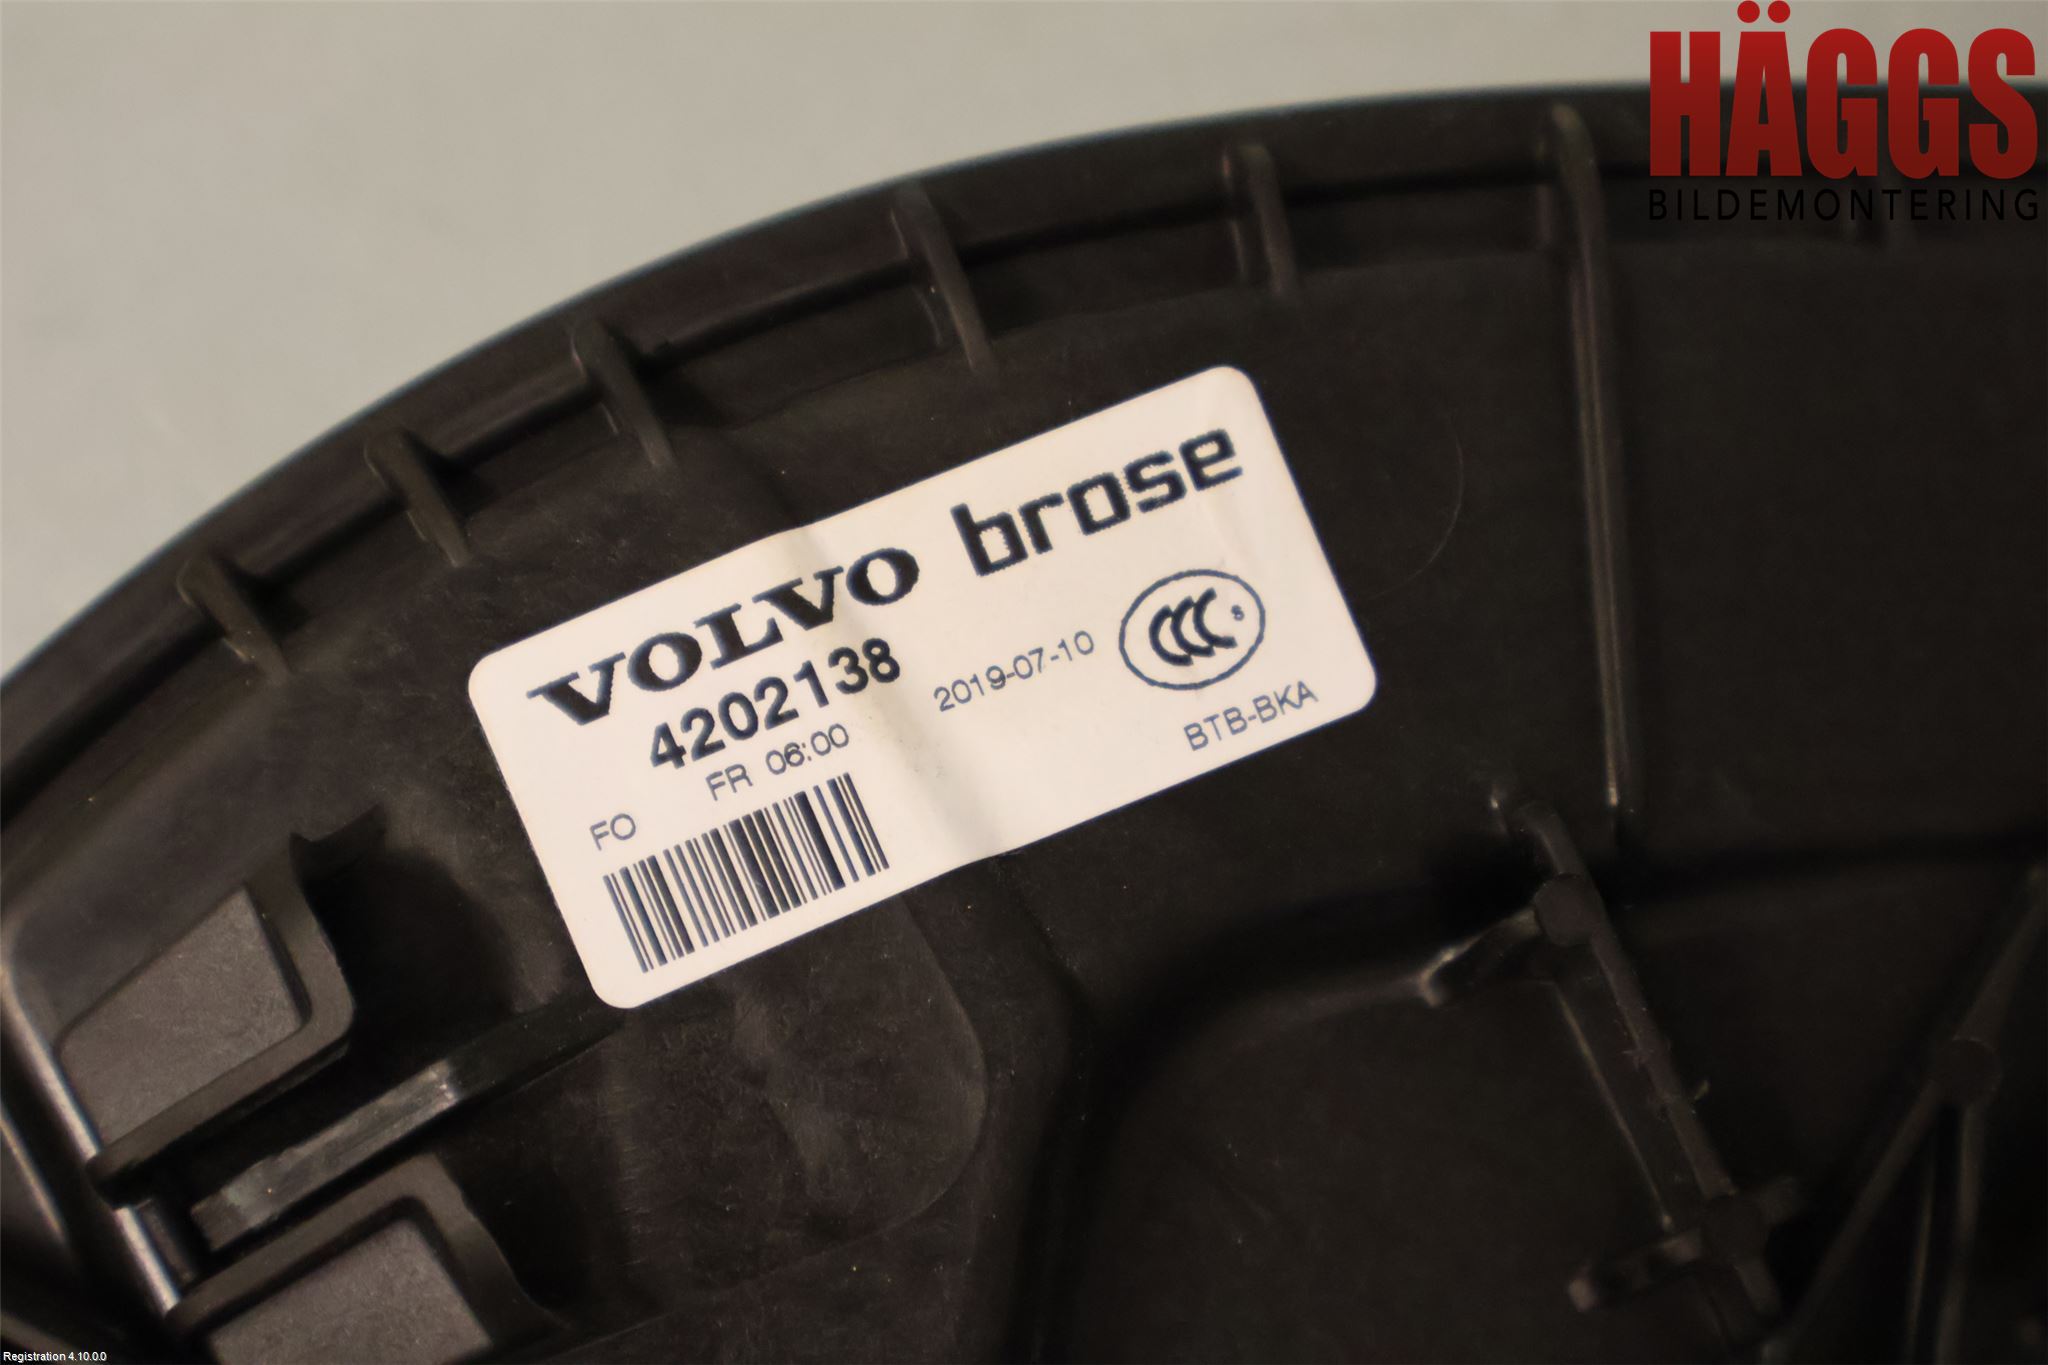 HÄGGS
BILDEMONTERING
VOLVO brose
4202138
2019-07-10
CCC S
FR 06:00
BTB-BKA
FO
Registration 4.10.0.0